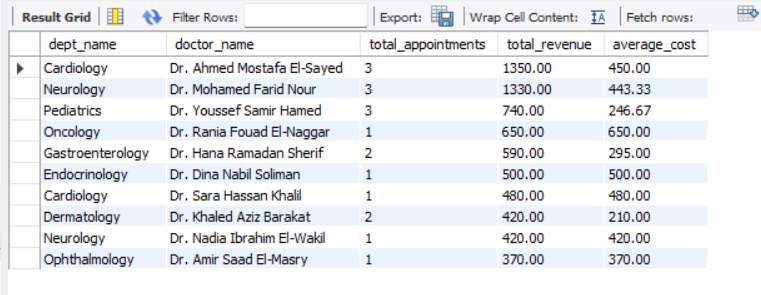 Result Grid Filter Rows: Export: Wrap Cell Content: IA Fetch rows:
dept_name doctor_name total_appointments total_revenue average_cost
Cardiology Dr. Ahmed Mostafa El-Sayed 3 1350.00 450.00
Neurology Dr. Mohamed Farid Nour 3 1330.00 443.33
Pediatrics Dr. Youssef Samir Hamed 3 740.00 246.67
Oncology Dr. Rania Fouad El-Naggar 1 650.00 650.00
Gastroenterology Dr. Hana Ramadan Sherif 2 590.00 295.00
Endocrinology Dr. Dina Nabil Soliman 1 500.00 500.00
Cardiology Dr. Sara Hassan Khalil 1 480.00 480.00
Dermatology Dr. Khaled Aziz Barakat 2 420.00 210.00
Neurology Dr. Nadia Ibrahim El-Wakil 1 420.00 420.00
Ophthalmology Dr. Amir Saad El-Masry 1 370.00 370.00